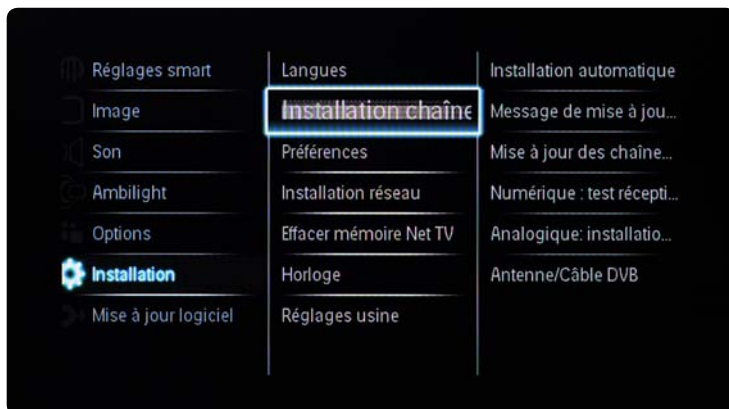 Réglages smart
Image
Son
Ambilight
Options
Installation
Mise à jour logiciel
Langues
Installation chaîne
Préférences
Installation réseau
Effacer mémoire Net TV
Horloge
Réglages usine
Installation automatique
Message de mise à jou...
Mise à jour des chaîne...
Numérique : test récepti...
Analogique: installatio...
Antenne/Câble DVB